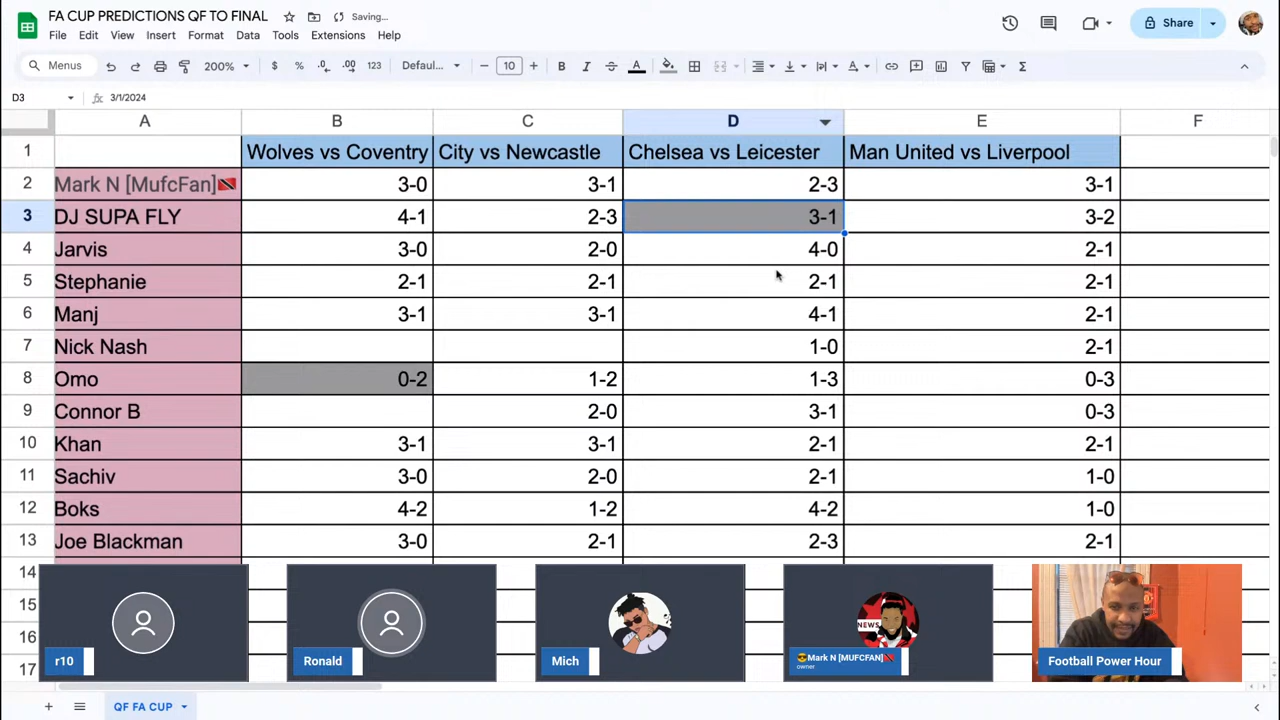 FA CUP PREDICTIONS QF TO FINAL
Saving...
Share
File Edit View Insert Format Data Tools Extensions Help
Menus 200% $ % .0 .00 123 Defaul... 10 B I A Σ
D3 fx 3/1/2024
A B C D E F
1 Wolves vs Coventry City vs Newcastle Chelsea vs Leicester Man United vs Liverpool
2 Mark N [MufcFan]🇹🇹 3-0 3-1 2-3 3-1
3 DJ SUPA FLY 4-1 2-3 3-1 3-2
4 Jarvis 3-0 2-0 4-0 2-1
5 Stephanie 2-1 2-1 2-1 2-1
6 Manj 3-1 3-1 4-1 2-1
7 Nick Nash 1-0 2-1
8 Omo 0-2 1-2 1-3 0-3
9 Connor B 2-0 3-1 0-3
10 Khan 3-1 3-1 2-1 2-1
11 Sachiv 3-0 2-0 2-1 1-0
12 Boks 4-2 1-2 4-2 1-0
13 Joe Blackman 3-0 2-1 2-3 2-1
14
15
16
17
NEWS
r10 Ronald Mich 😎Mark N [MUFCFAN]🇹🇹 Football Power Hour
owner
QF FA CUP